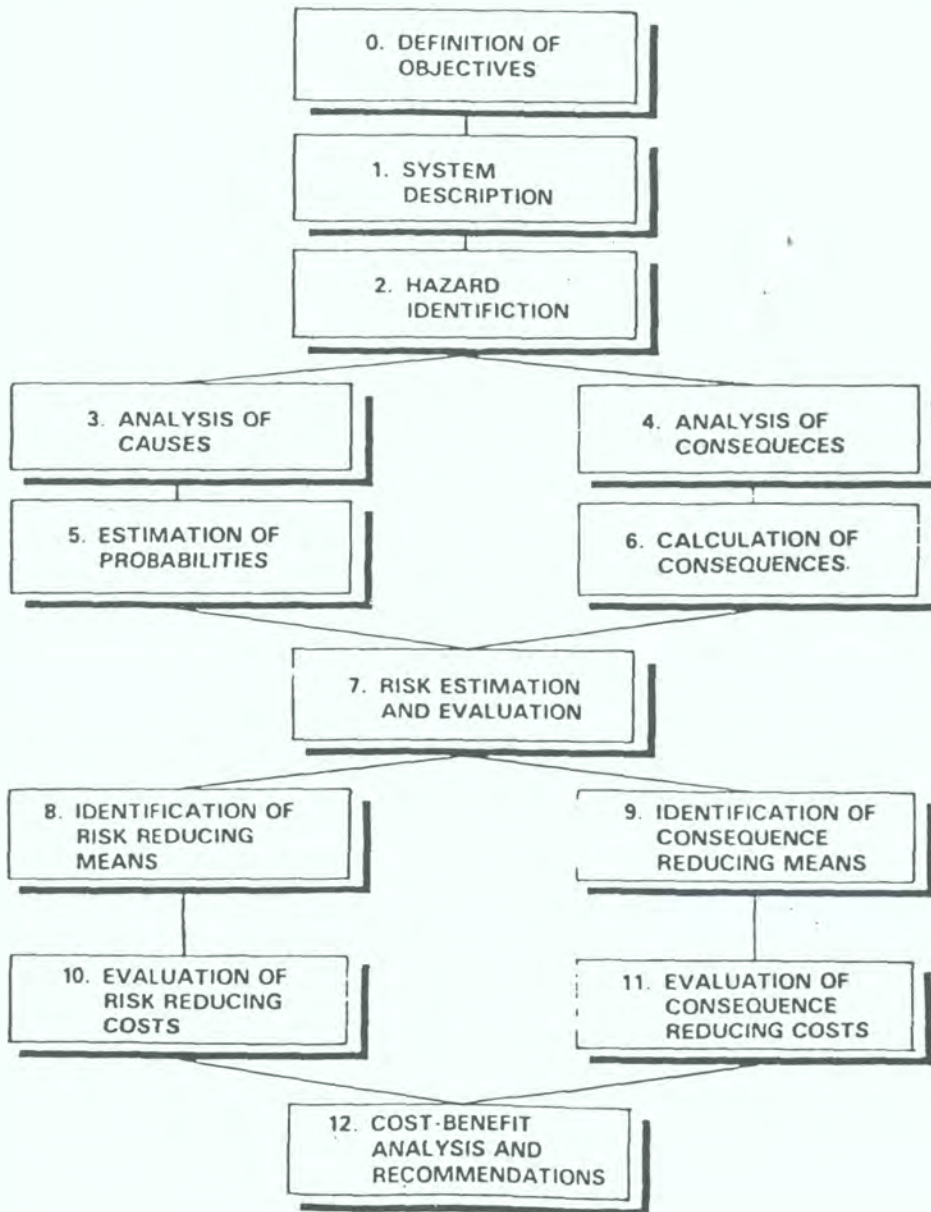 0. DEFINITION OF
OBJECTIVES
1. SYSTEM
DESCRIPTION
2. HAZARD
IDENTIFICTION
3. ANALYSIS OF
CAUSES
4. ANALYSIS OF
CONSEQUECES
5. ESTIMATION OF
PROBABILITIES
6. CALCULATION OF
CONSEQUENCES.
7. RISK ESTIMATION
AND EVALUATION
8. IDENTIFICATION OF
RISK REDUCING
MEANS
9. IDENTIFICATION OF
CONSEQUENCE
REDUCING MEANS
10. EVALUATION OF
RISK REDUCING
COSTS
11. EVALUATION OF
CONSEQUENCE
REDUCING COSTS
12. COST-BENEFIT
ANALYSIS AND
RECOMMENDATIONS